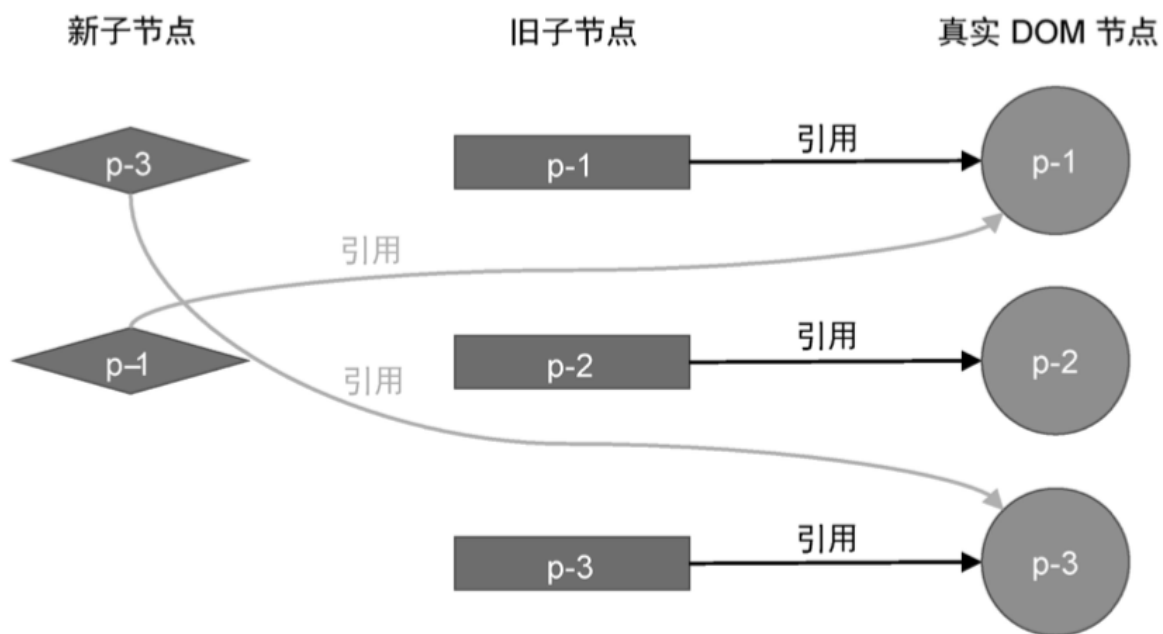 新子节点 旧子节点 真实 DOM 节点
p-3 p-1 引用 p-1
引用
p-1 p-2 引用 p-2
引用
p-3 引用 p-3